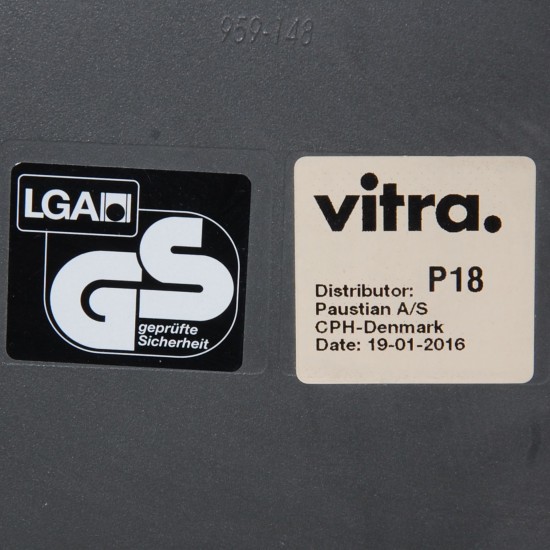 959-148
LGA
GS
geprüfte
Sicherheit
vitra.
Distributor: P18
Paustian A/S
CPH-Denmark
Date: 19-01-2016